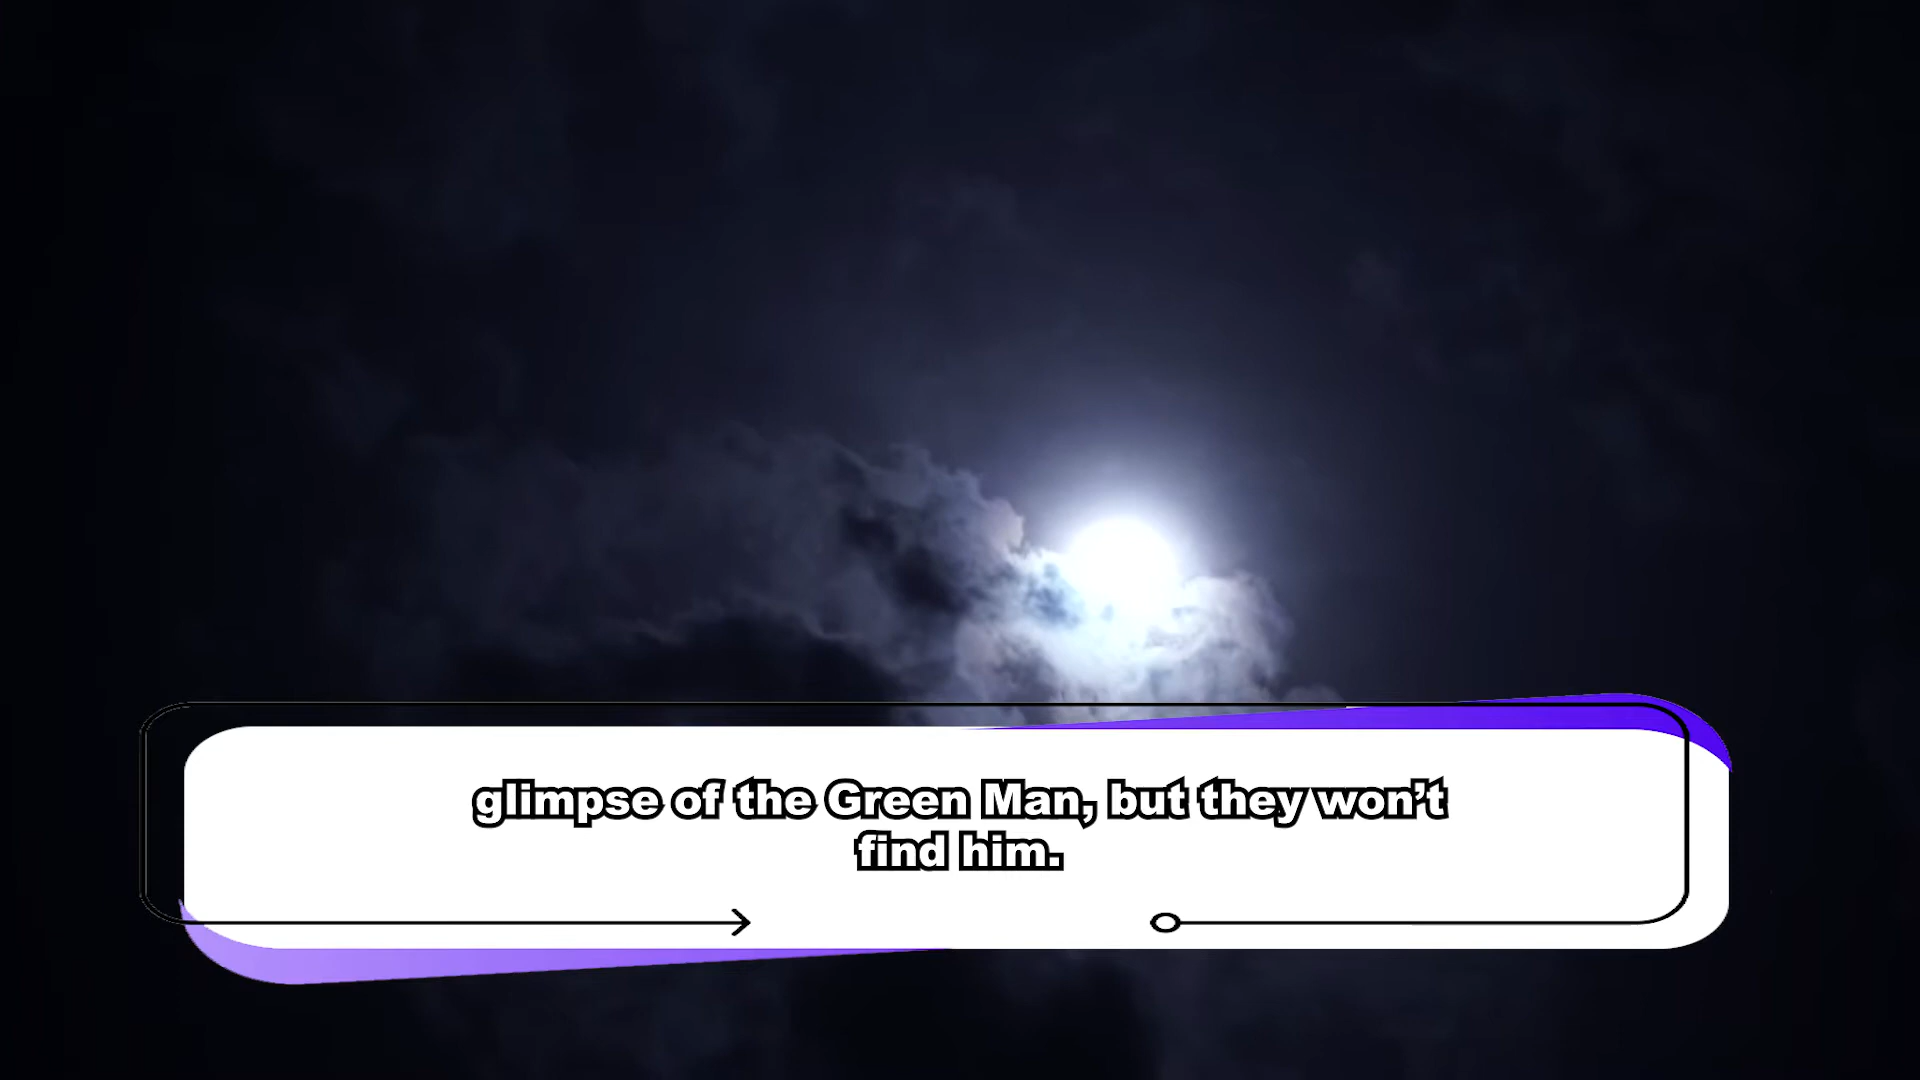 glimpse of the Green Man, but they won’t
find him.